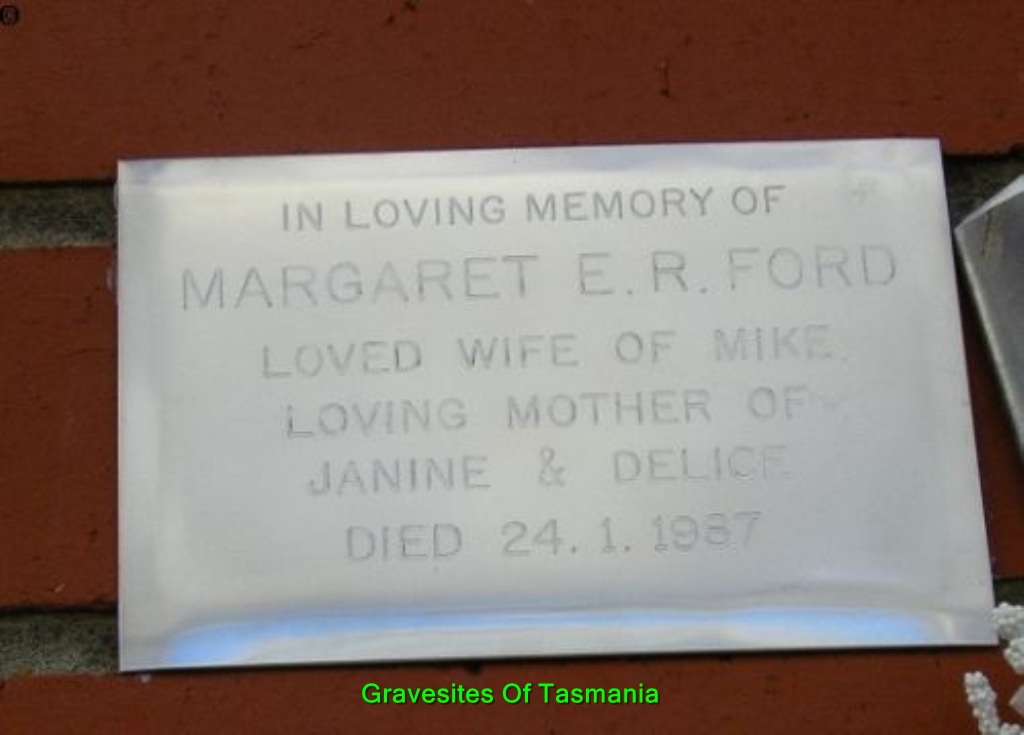 IN LOVING MEMORY OF
MARGARET E. R. FORD
LOVED WIFE OF MIKE
LOVING MOTHER OF
JANINE & DELICE
DIED 24. 1. 1987
Gravesites Of Tasmania